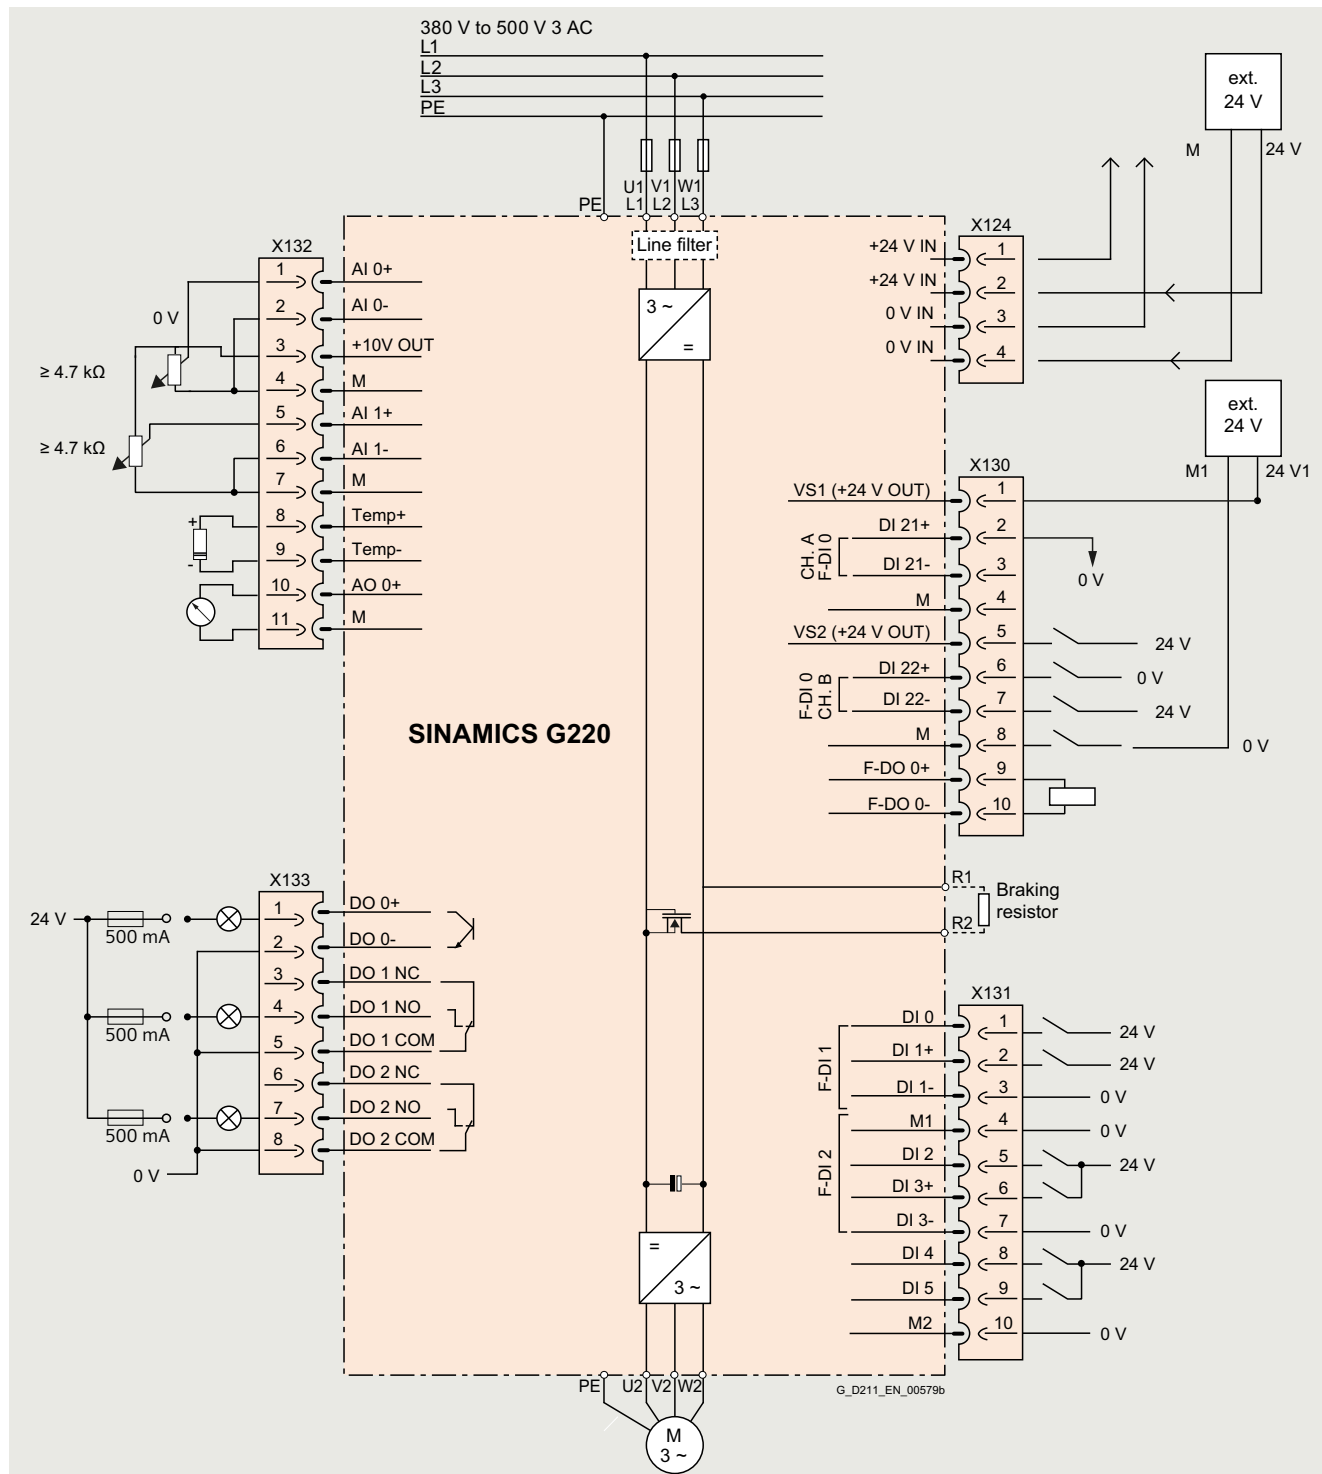 380 V to 500 V 3 AC
L1
L2
L3
PE
ext.
24 V
M
24 V
U1 V1 W1
PE L1 L2 L3
Line filter
3 ~
=
X132
1 AI 0+
2 AI 0-
0 V
3 +10V OUT
≥ 4.7 kΩ
4 M
5 AI 1+
≥ 4.7 kΩ
6 AI 1-
7 M
+
8 Temp+
9 Temp-
-
10 AO 0+
11 M
X124
+24 V IN 1
+24 V IN 2
0 V IN 3
0 V IN 4
ext.
24 V
M1
24 V1
X130
VS1 (+24 V OUT) 1
DI 21+ 2
CH. A
F-DI 0
DI 21- 3
0 V
M 4
VS2 (+24 V OUT) 5 24 V
DI 22+ 6 0 V
F-DI 0
CH. B
DI 22- 7 24 V
M 8 0 V
F-DO 0+ 9
F-DO 0- 10
SINAMICS G220
R1
Braking
resistor
R2
X133
24 V
500 mA
1 DO 0+
2 DO 0-
3 DO 1 NC
4 DO 1 NO
500 mA
5 DO 1 COM
6 DO 2 NC
7 DO 2 NO
500 mA
8 DO 2 COM
0 V
X131
DI 0 1 24 V
F-DI 1
DI 1+ 2 24 V
DI 1- 3 0 V
M1 4 0 V
F-DI 2
DI 2 5 24 V
DI 3+ 6
DI 3- 7 0 V
DI 4 8 24 V
DI 5 9
M2 10 0 V
=
3 ~
PE U2 V2 W2
G_D211_EN_00579b
M
3 ~